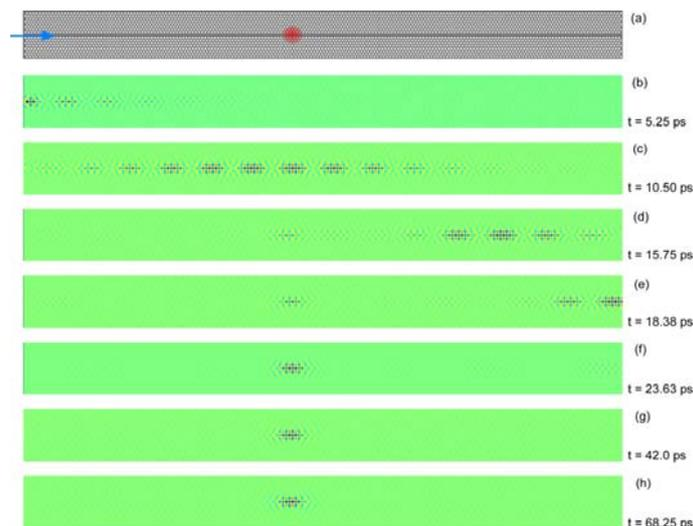 (a)
(b)
t = 5.25 ps
(c)
t = 10.50 ps
(d)
t = 15.75 ps
(e)
t = 18.38 ps
(f)
t = 23.63 ps
(g)
t = 42.0 ps
(h)
t = 68.25 ps